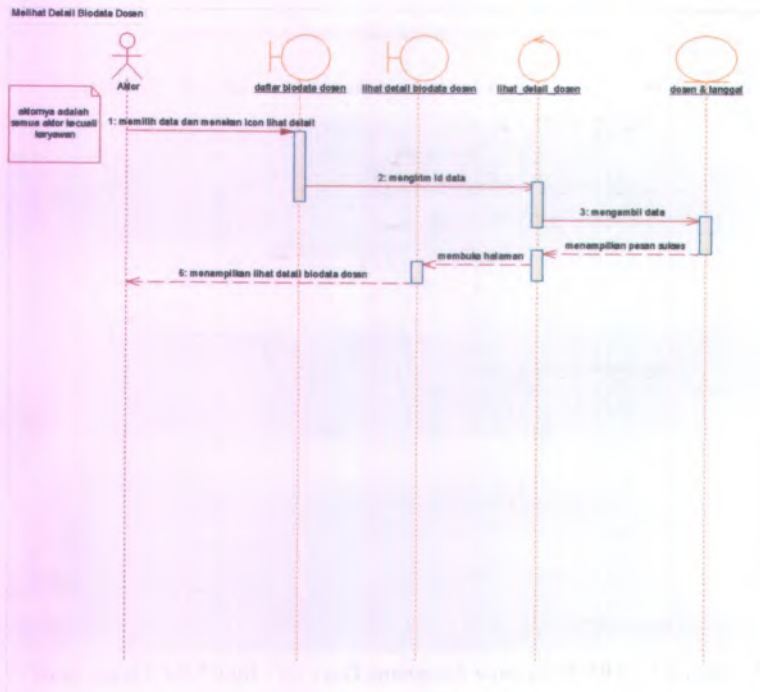 Melihat Detail Biodata Dosen
Aktor
daftar biodata dosen
lihat detail biodata dosen
lihat_detail_dosen
dosen & tanggal
aktornya adalah
semua aktor kecuali
karyawan
1: memilih data dan menekan icon lihat detail
2: mengirim id data
3: mengambil data
menampilkan pesan sukses
membuka halaman
6: menampilkan lihat detail biodata dosen